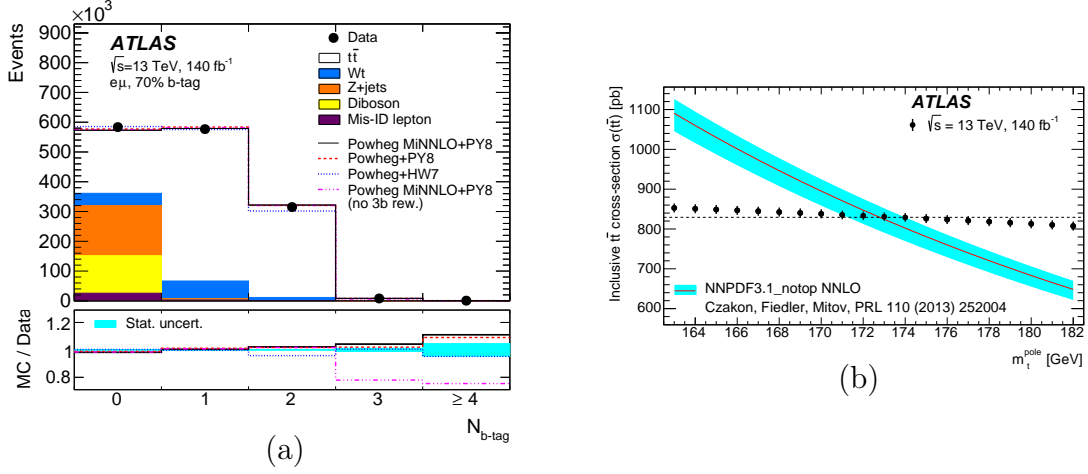 ×10³
Events
900
800
700
600
500
400
300
200
100
0
ATLAS
√s=13 TeV, 140 fb⁻¹
eμ, 70% b-tag
Data
tt̄
Wt
Z+jets
Diboson
Mis-ID lepton
Powheg MiNNLO+PY8
Powheg+PY8
Powheg+HW7
Powheg MiNNLO+PY8
(no 3b rew.)
MC / Data
1.2
1
0.8
Stat. uncert.
0 1 2 3 ≥ 4
N_b-tag
(a)
Inclusive tt̄ cross-section σ(tt̄) [pb]
1100
1000
900
800
700
600
ATLAS
√s = 13 TeV, 140 fb⁻¹
NNPDF3.1_notop NNLO
Czakon, Fiedler, Mitov, PRL 110 (2013) 252004
164 166 168 170 172 174 176 178 180 182
m_t^pole [GeV]
(b)